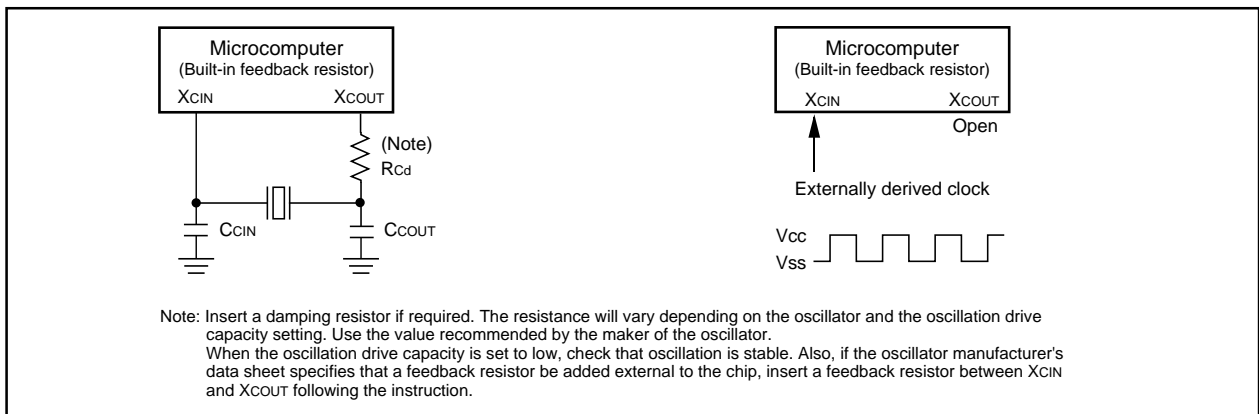 Microcomputer
(Built-in feedback resistor)
XCIN XCOUT
(Note)
RCd
CCIN CCOUT
Microcomputer
(Built-in feedback resistor)
XCIN XCOUT
Open
Externally derived clock
Vcc
Vss
Note: Insert a damping resistor if required. The resistance will vary depending on the oscillator and the oscillation drive
capacity setting. Use the value recommended by the maker of the oscillator.
When the oscillation drive capacity is set to low, check that oscillation is stable. Also, if the oscillator manufacturer's
data sheet specifies that a feedback resistor be added external to the chip, insert a feedback resistor between XCIN
and XCOUT following the instruction.